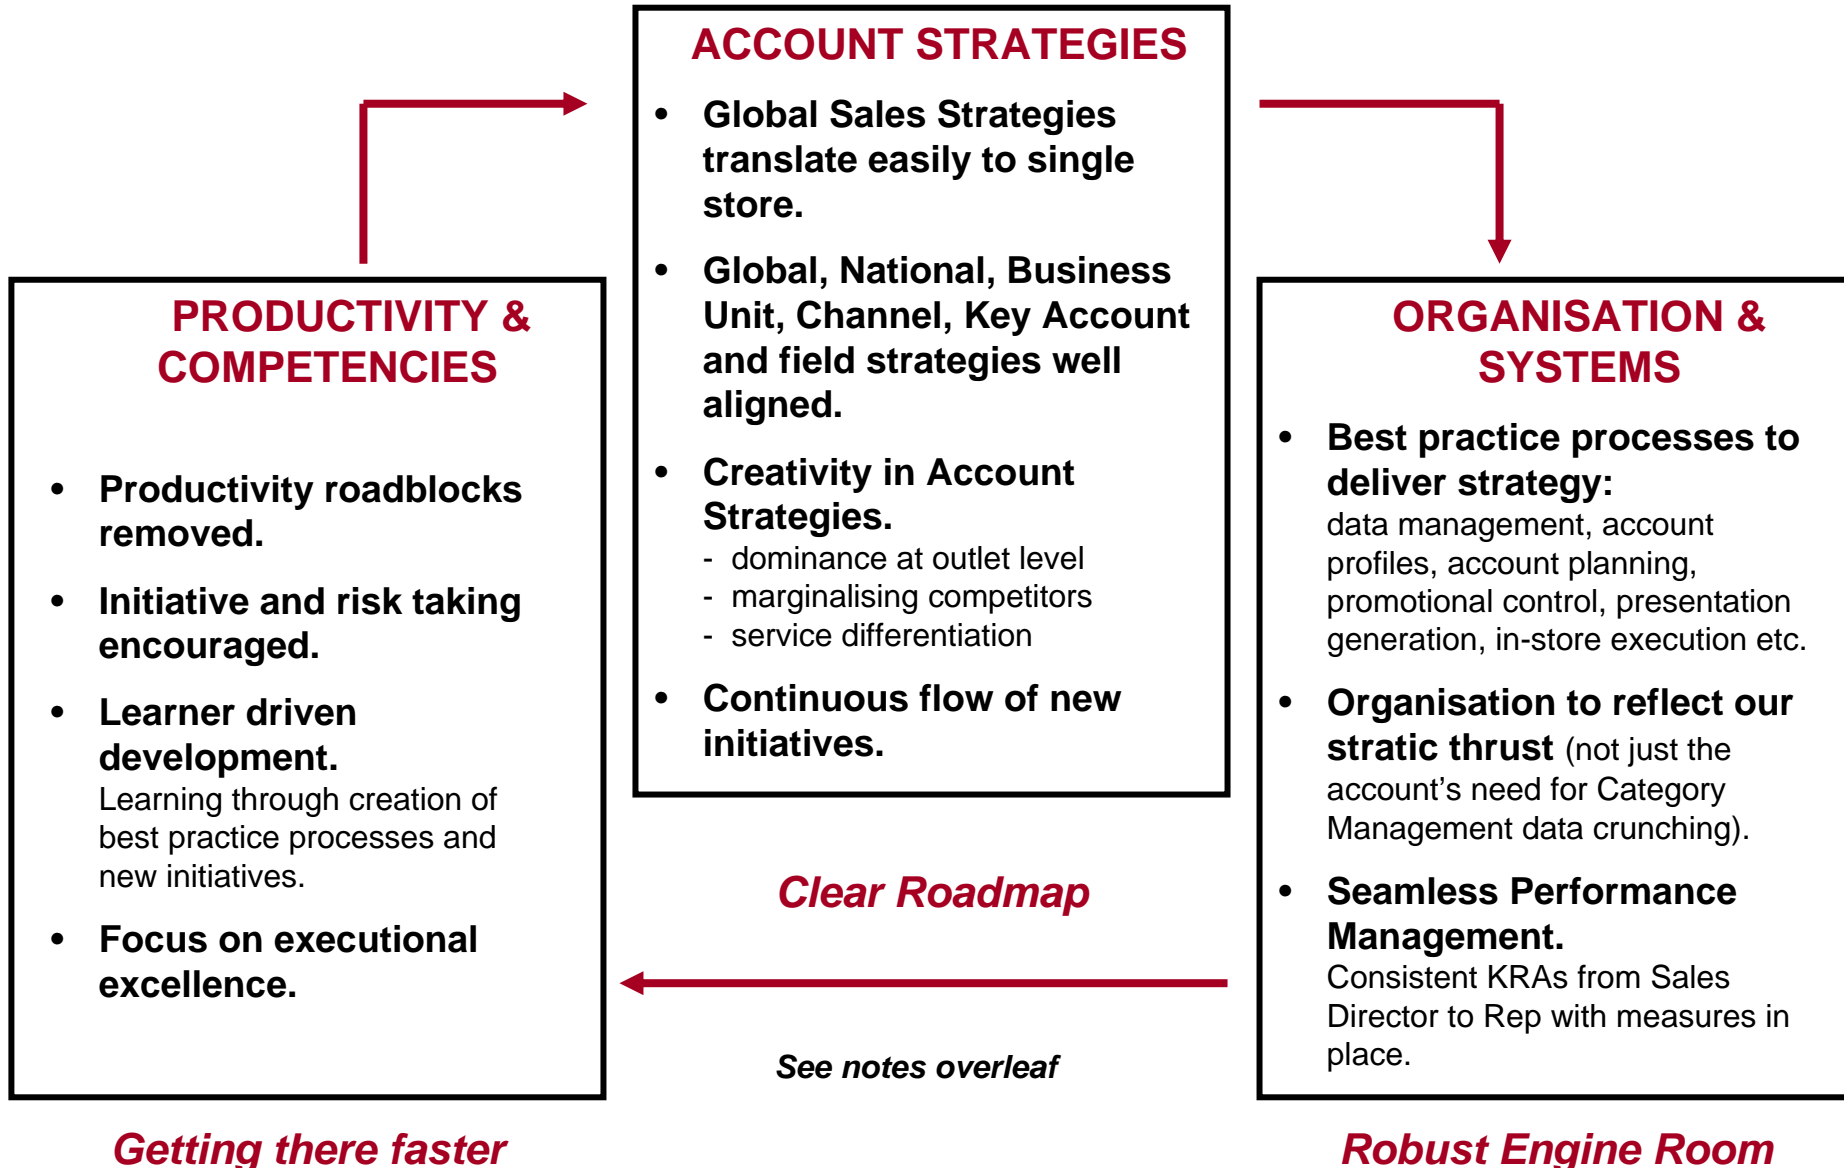 ACCOUNT STRATEGIES
• Global Sales Strategies
translate easily to single
store.
• Global, National, Business
Unit, Channel, Key Account
and field strategies well
aligned.
• Creativity in Account
Strategies.
- dominance at outlet level
- marginalising competitors
- service differentiation
• Continuous flow of new
initiatives.
Clear Roadmap
PRODUCTIVITY &
COMPETENCIES
• Productivity roadblocks
removed.
• Initiative and risk taking
encouraged.
• Learner driven
development.
Learning through creation of
best practice processes and
new initiatives.
• Focus on executional
excellence.
Getting there faster
ORGANISATION &
SYSTEMS
• Best practice processes to
deliver strategy:
data management, account
profiles, account planning,
promotional control, presentation
generation, in-store execution etc.
• Organisation to reflect our
stratic thrust (not just the
account's need for Category
Management data crunching).
• Seamless Performance
Management.
Consistent KRAs from Sales
Director to Rep with measures in
place.
Robust Engine Room
See notes overleaf